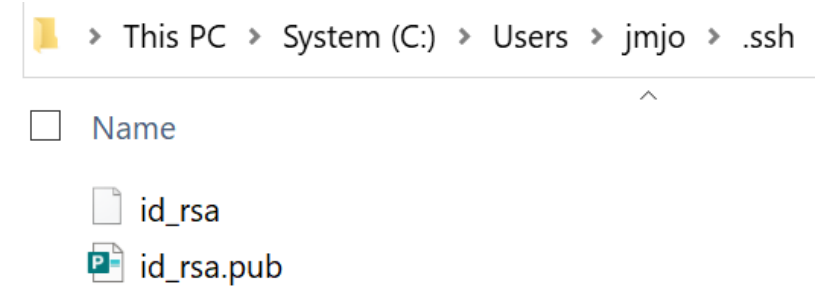 This PC > System (C:) > Users > jmjo > .ssh
Name
id_rsa
id_rsa.pub